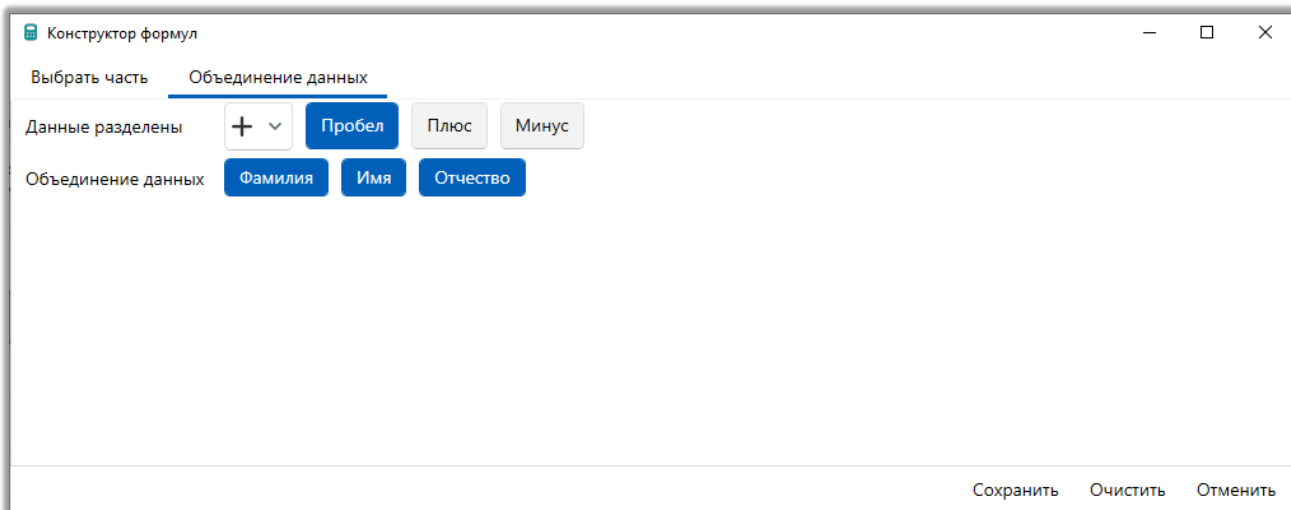 Конструктор формул
Выбрать часть Объединение данных
Данные разделены + Пробел Плюс Минус
Объединение данных Фамилия Имя Отчество
Сохранить Очистить Отменить